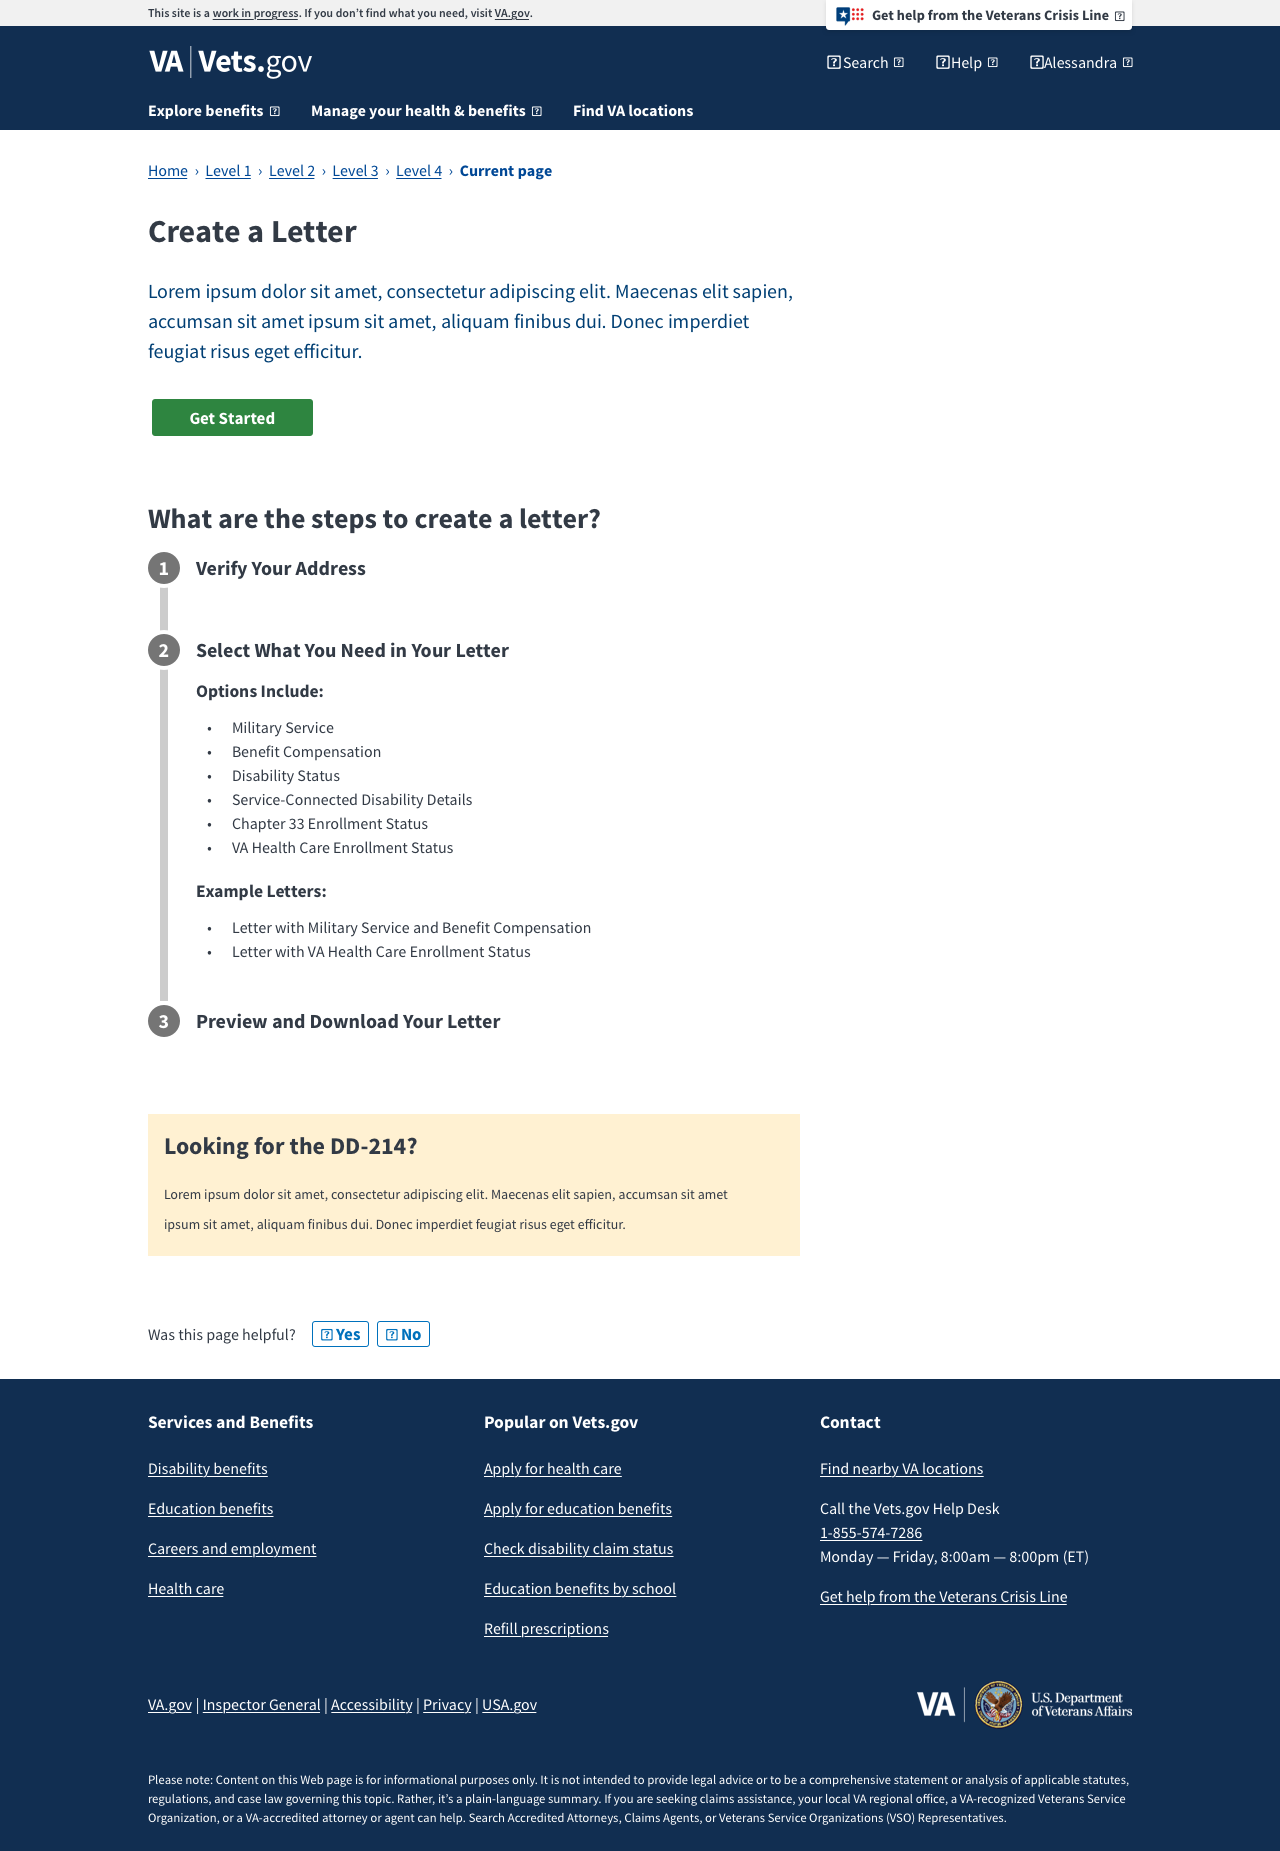 This site is a work in progress. If you don’t find what you need, visit VA.gov.
Get help from the Veterans Crisis Line
VA | Vets.gov
Search
Help
Alessandra
Explore benefits
Manage your health & benefits
Find VA locations
Home › Level 1 › Level 2 › Level 3 › Level 4 › Current page
Create a Letter
Lorem ipsum dolor sit amet, consectetur adipiscing elit. Maecenas elit sapien,
accumsan sit amet ipsum sit amet, aliquam finibus dui. Donec imperdiet
feugiat risus eget efficitur.
Get Started
What are the steps to create a letter?
1 Verify Your Address
2 Select What You Need in Your Letter
Options Include:
• Military Service
• Benefit Compensation
• Disability Status
• Service-Connected Disability Details
• Chapter 33 Enrollment Status
• VA Health Care Enrollment Status
Example Letters:
• Letter with Military Service and Benefit Compensation
• Letter with VA Health Care Enrollment Status
3 Preview and Download Your Letter
Looking for the DD-214?
Lorem ipsum dolor sit amet, consectetur adipiscing elit. Maecenas elit sapien, accumsan sit amet
ipsum sit amet, aliquam finibus dui. Donec imperdiet feugiat risus eget efficitur.
Was this page helpful?
Yes
No
Services and Benefits
Disability benefits
Education benefits
Careers and employment
Health care
Popular on Vets.gov
Apply for health care
Apply for education benefits
Check disability claim status
Education benefits by school
Refill prescriptions
Contact
Find nearby VA locations
Call the Vets.gov Help Desk
1-855-574-7286
Monday — Friday, 8:00am — 8:00pm (ET)
Get help from the Veterans Crisis Line
VA.gov | Inspector General | Accessibility | Privacy | USA.gov
VA
U.S. Department
of Veterans Affairs
Please note: Content on this Web page is for informational purposes only. It is not intended to provide legal advice or to be a comprehensive statement or analysis of applicable statutes,
regulations, and case law governing this topic. Rather, it’s a plain-language summary. If you are seeking claims assistance, your local VA regional office, a VA-recognized Veterans Service
Organization, or a VA-accredited attorney or agent can help. Search Accredited Attorneys, Claims Agents, or Veterans Service Organizations (VSO) Representatives.